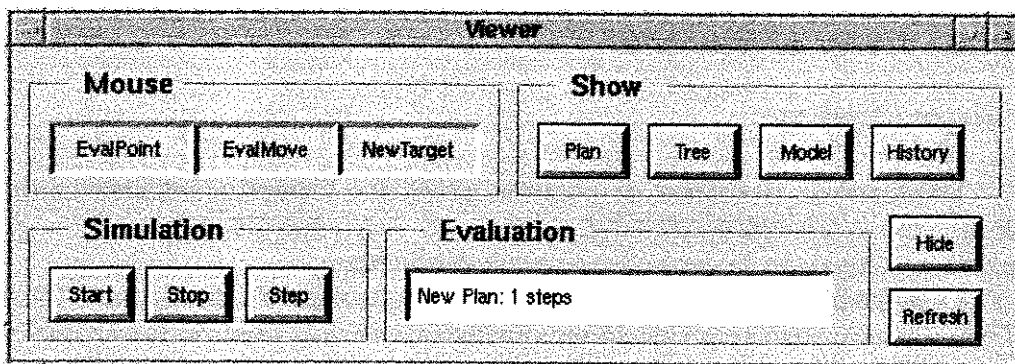 Viewer
Mouse
EvalPoint EvalMove NewTarget
Show
Plan Tree Model History
Simulation
Start Stop Step
Evaluation
New Plan: 1 steps
Hide
Refresh